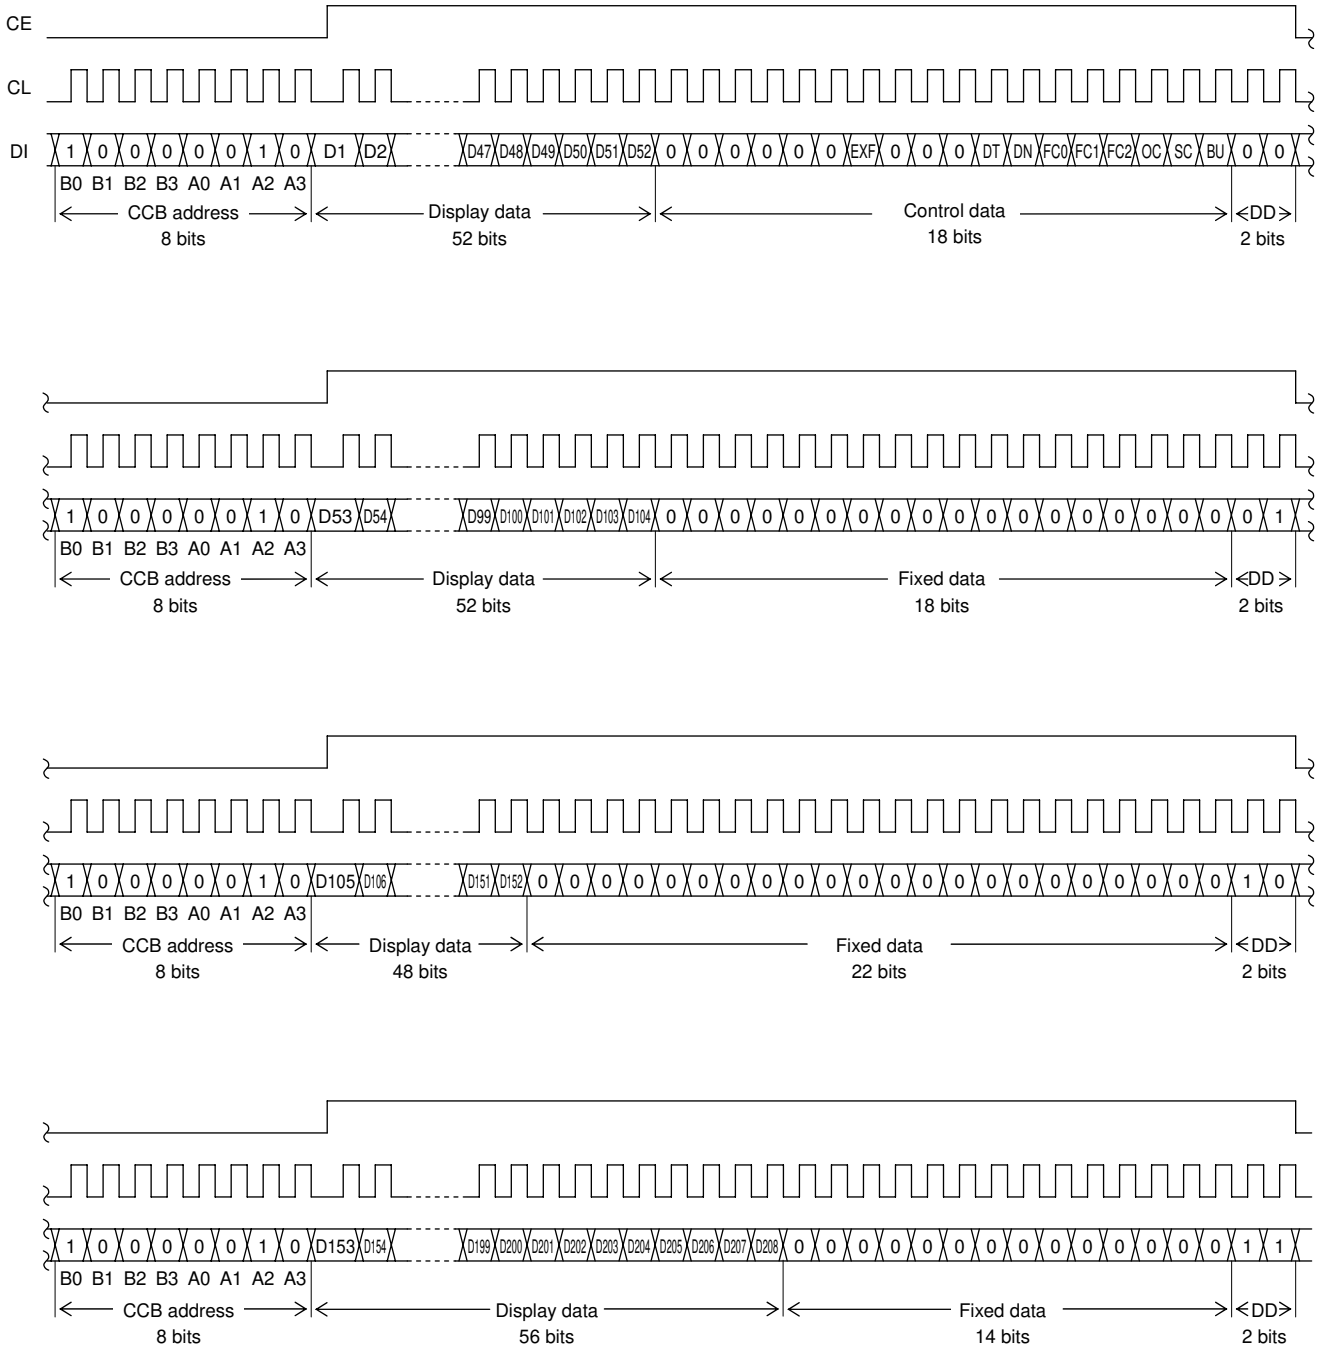 CE
CL
DI 1 0 0 0 0 0 1 0 D1 D2 D47 D48 D49 D50 D51 D52 0 0 0 0 0 0 EXF 0 0 0 DT DN FC0 FC1 FC2 OC SC BU 0 0
B0 B1 B2 B3 A0 A1 A2 A3
CCB address Display data Control data DD
8 bits 52 bits 18 bits 2 bits
1 0 0 0 0 0 1 0 D53 D54 D99 D100 D101 D102 D103 D104 0 0 0 0 0 0 0 0 0 0 0 0 0 0 0 0 0 0 0 1
B0 B1 B2 B3 A0 A1 A2 A3
CCB address Display data Fixed data DD
8 bits 52 bits 18 bits 2 bits
1 0 0 0 0 0 1 0 D105 D106 D151 D152 0 0 0 0 0 0 0 0 0 0 0 0 0 0 0 0 0 0 0 0 0 0 1 0
B0 B1 B2 B3 A0 A1 A2 A3
CCB address Display data Fixed data DD
8 bits 48 bits 22 bits 2 bits
1 0 0 0 0 0 1 0 D153 D154 D199 D200 D201 D202 D203 D204 D205 D206 D207 D208 0 0 0 0 0 0 0 0 0 0 0 0 0 0 1 1
B0 B1 B2 B3 A0 A1 A2 A3
CCB address Display data Fixed data DD
8 bits 56 bits 14 bits 2 bits